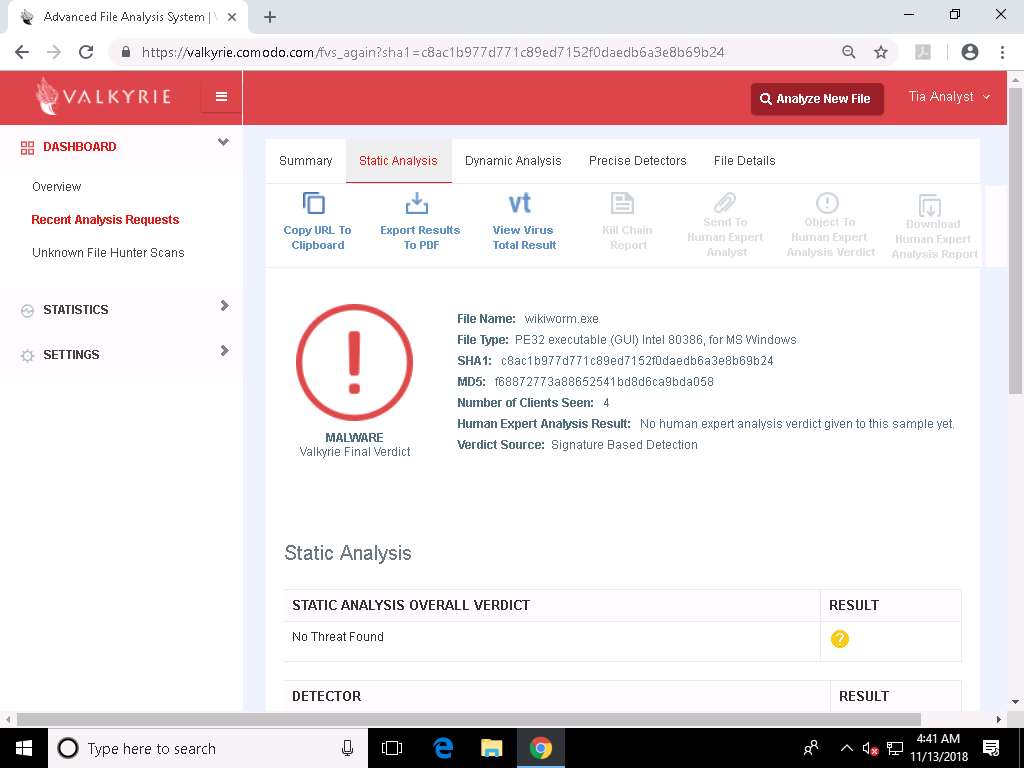 Advanced File Analysis System | V
https://valkyrie.comodo.com/fvs_again?sha1=c8ac1b977d771c89ed7152f0daedb6a3e8b69b24
VALKYRIE
Analyze New File
Tia Analyst
DASHBOARD
Overview
Recent Analysis Requests
Unknown File Hunter Scans
STATISTICS
SETTINGS
Summary
Static Analysis
Dynamic Analysis
Precise Detectors
File Details
Copy URL To
Clipboard
Export Results
To PDF
vt
View Virus
Total Result
Kill Chain
Report
Send To
Human Expert
Analyst
Object To
Human Expert
Analysis Verdict
Download
Human Expert
Analysis Report
MALWARE
Valkyrie Final Verdict
File Name: wikiworm.exe
File Type: PE32 executable (GUI) Intel 80386, for MS Windows
SHA1: c8ac1b977d771c89ed7152f0daedb6a3e8b69b24
MD5: f68872773a88652541bd8d6ca9bda058
Number of Clients Seen: 4
Human Expert Analysis Result: No human expert analysis verdict given to this sample yet.
Verdict Source: Signature Based Detection
Static Analysis
STATIC ANALYSIS OVERALL VERDICT RESULT
No Threat Found ?
DETECTOR RESULT
Type here to search
4:41 AM
11/13/2018